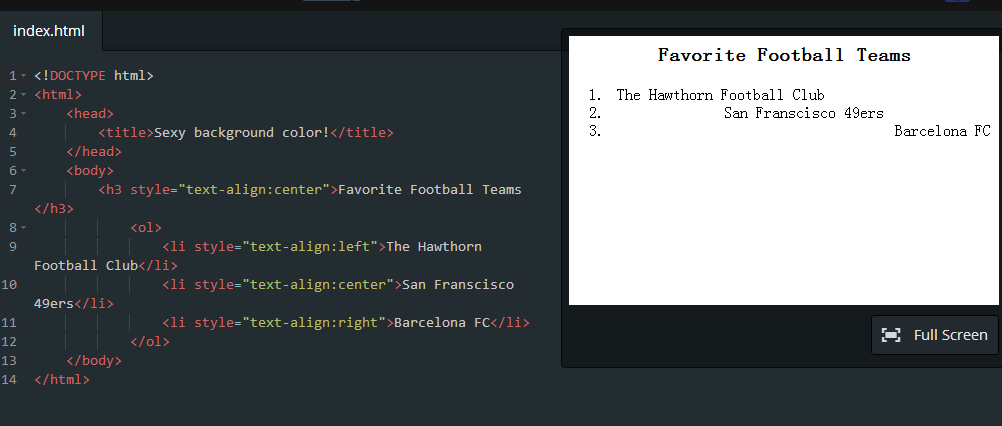 index.html
1 <!DOCTYPE html>
2 <html>
3 <head>
4 <title>Sexy background color!</title>
5 </head>
6 <body>
7 <h3 style="text-align:center">Favorite Football Teams
</h3>
8 <ol>
9 <li style="text-align:left">The Hawthorn
Football Club</li>
10 <li style="text-align:center">San Franscisco
49ers</li>
11 <li style="text-align:right">Barcelona FC</li>
12 </ol>
13 </body>
14 </html>
Favorite Football Teams
1. The Hawthorn Football Club
2. San Franscisco 49ers
3. Barcelona FC
Full Screen